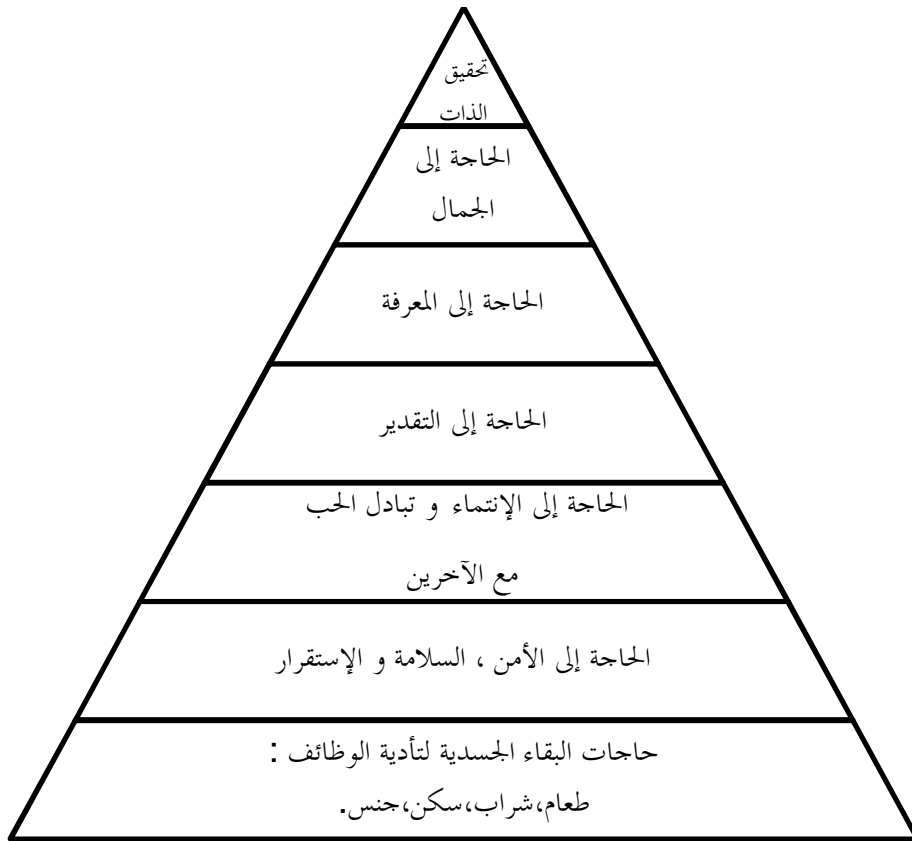 تحقيق
الذات
الحاجة إلى
الجمال
الحاجة إلى المعرفة
الحاجة إلى التقدير
الحاجة إلى الإنتماء و تبادل الحب
مع الآخرين
الحاجة إلى الأمن ، السلامة و الإستقرار
حاجات البقاء الجسدية لتأدية الوظائف :
طعام،شراب،سكن،جنس.